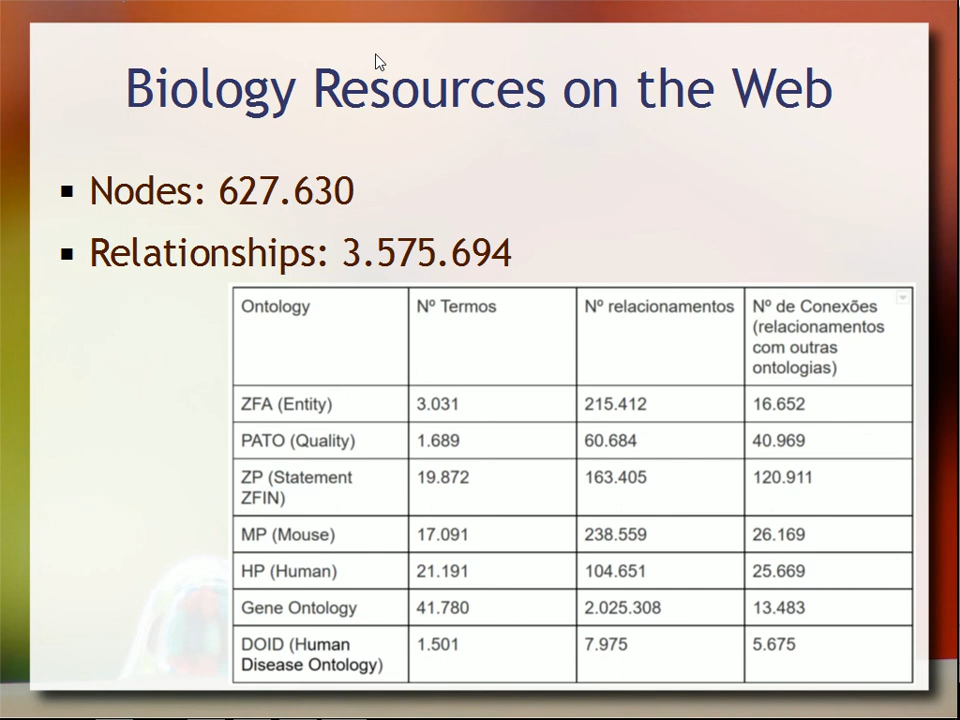 Biology Resources on the Web
Nodes: 627.630
Relationships: 3.575.694
Ontology Nº Termos Nº relacionamentos Nº de Conexões
(relacionamentos
com outras
ontologias)
ZFA (Entity) 3.031 215.412 16.652
PATO (Quality) 1.689 60.684 40.969
ZP (Statement 19.872 163.405 120.911
ZFIN)
MP (Mouse) 17.091 238.559 26.169
HP (Human) 21.191 104.651 25.669
Gene Ontology 41.780 2.025.308 13.483
DOID (Human 1.501 7.975 5.675
Disease Ontology)